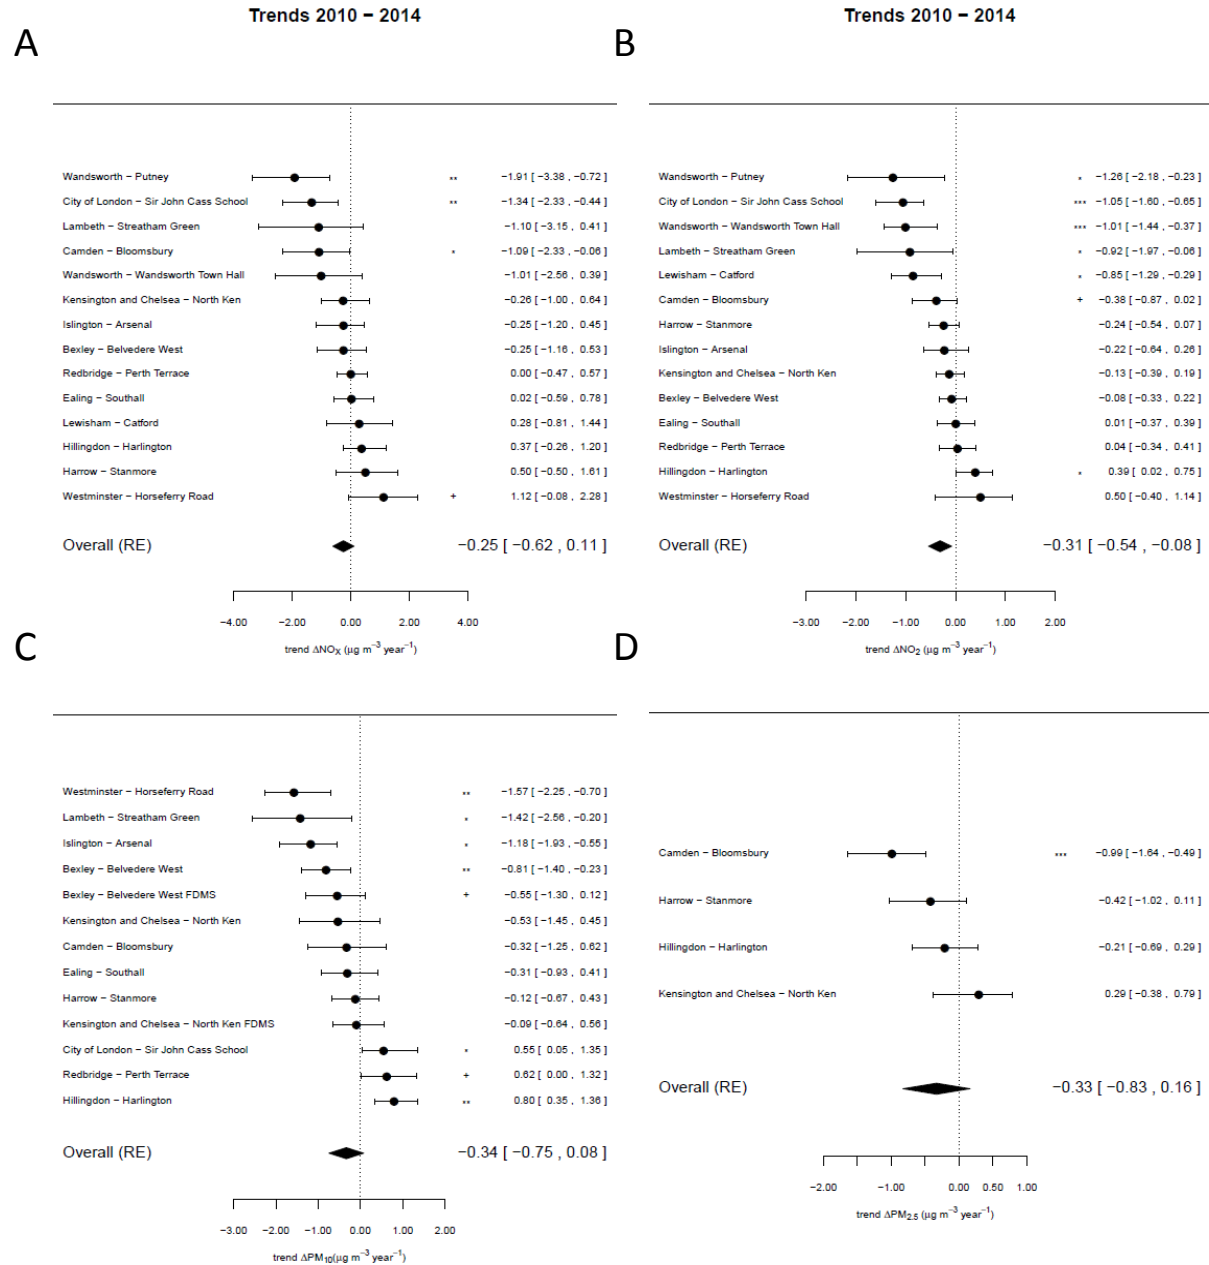 Trends 2010 − 2014
A
Wandsworth − Putney ** −1.91 [ −3.38 , −0.72 ]
City of London − Sir John Cass School ** −1.34 [ −2.33 , −0.44 ]
Lambeth − Streatham Green −1.10 [ −3.15 , 0.41 ]
Camden − Bloomsbury * −1.09 [ −2.33 , −0.06 ]
Wandsworth − Wandsworth Town Hall −1.01 [ −2.56 , 0.39 ]
Kensington and Chelsea − North Ken −0.26 [ −1.00 , 0.64 ]
Islington − Arsenal −0.25 [ −1.20 , 0.45 ]
Bexley − Belvedere West −0.25 [ −1.16 , 0.53 ]
Redbridge − Perth Terrace 0.00 [ −0.47 , 0.57 ]
Ealing − Southall 0.02 [ −0.59 , 0.78 ]
Lewisham − Catford 0.28 [ −0.81 , 1.44 ]
Hillingdon − Harlington 0.37 [ −0.26 , 1.20 ]
Harrow − Stanmore 0.50 [ −0.50 , 1.61 ]
Westminster − Horseferry Road + 1.12 [ −0.08 , 2.28 ]
Overall (RE) −0.25 [ −0.62 , 0.11 ]
−4.00 −2.00 0.00 2.00 4.00
trend ΔNOX (μg m−3 year−1)
Trends 2010 − 2014
B
Wandsworth − Putney * −1.26 [ −2.18 , −0.23 ]
City of London − Sir John Cass School *** −1.05 [ −1.60 , −0.65 ]
Wandsworth − Wandsworth Town Hall *** −1.01 [ −1.44 , −0.37 ]
Lambeth − Streatham Green * −0.92 [ −1.97 , −0.06 ]
Lewisham − Catford * −0.85 [ −1.29 , −0.29 ]
Camden − Bloomsbury + −0.38 [ −0.87 , 0.02 ]
Harrow − Stanmore −0.24 [ −0.54 , 0.07 ]
Islington − Arsenal −0.22 [ −0.64 , 0.26 ]
Kensington and Chelsea − North Ken −0.13 [ −0.39 , 0.19 ]
Bexley − Belvedere West −0.08 [ −0.33 , 0.22 ]
Ealing − Southall 0.01 [ −0.37 , 0.39 ]
Redbridge − Perth Terrace 0.04 [ −0.34 , 0.41 ]
Hillingdon − Harlington * 0.39 [ 0.02 , 0.75 ]
Westminster − Horseferry Road 0.50 [ −0.40 , 1.14 ]
Overall (RE) −0.31 [ −0.54 , −0.08 ]
−3.00 −2.00 −1.00 0.00 1.00 2.00
trend ΔNO2 (μg m−3 year−1)
C
Westminster − Horseferry Road ** −1.57 [ −2.25 , −0.70 ]
Lambeth − Streatham Green * −1.42 [ −2.56 , −0.20 ]
Islington − Arsenal * −1.18 [ −1.93 , −0.55 ]
Bexley − Belvedere West ** −0.81 [ −1.40 , −0.23 ]
Bexley − Belvedere West FDMS + −0.55 [ −1.30 , 0.12 ]
Kensington and Chelsea − North Ken −0.53 [ −1.45 , 0.45 ]
Camden − Bloomsbury −0.32 [ −1.25 , 0.62 ]
Ealing − Southall −0.31 [ −0.93 , 0.41 ]
Harrow − Stanmore −0.12 [ −0.67 , 0.43 ]
Kensington and Chelsea − North Ken FDMS −0.09 [ −0.64 , 0.56 ]
City of London − Sir John Cass School * 0.55 [ 0.05 , 1.35 ]
Redbridge − Perth Terrace + 0.62 [ 0.00 , 1.32 ]
Hillingdon − Harlington ** 0.80 [ 0.35 , 1.36 ]
Overall (RE) −0.34 [ −0.75 , 0.08 ]
−3.00 −1.00 0.00 1.00 2.00
trend ΔPM10(μg m−3 year−1)
D
Camden − Bloomsbury *** −0.99 [ −1.64 , −0.49 ]
Harrow − Stanmore −0.42 [ −1.02 , 0.11 ]
Hillingdon − Harlington −0.21 [ −0.69 , 0.29 ]
Kensington and Chelsea − North Ken 0.29 [ −0.38 , 0.79 ]
Overall (RE) −0.33 [ −0.83 , 0.16 ]
−2.00 −1.00 0.00 0.50 1.00
trend ΔPM2.5 (μg m−3 year−1)